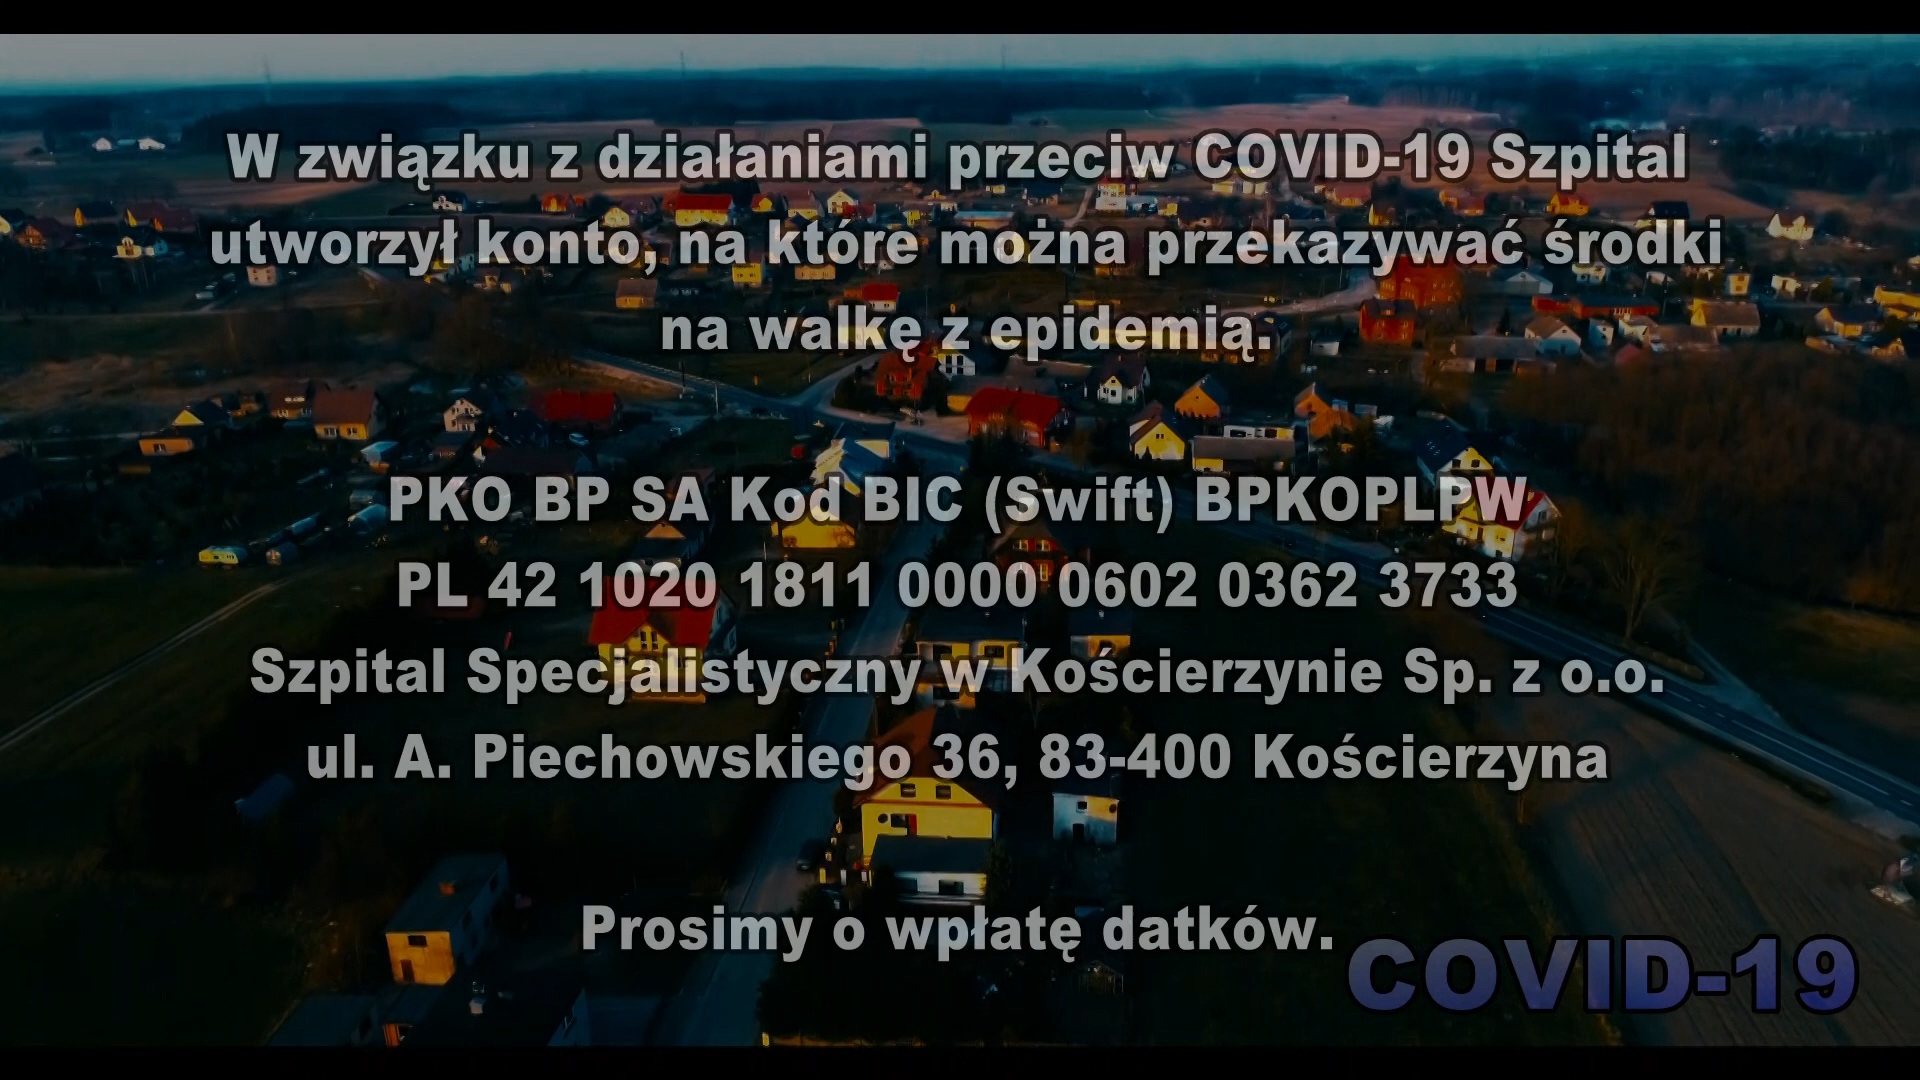 W związku z działaniami przeciw COVID-19 Szpital
utworzył konto, na które można przekazywać środki
na walkę z epidemią.
PKO BP SA Kod BIC (Swift) BPKOPLPW
PL 42 1020 1811 0000 0602 0362 3733
Szpital Specjalistyczny w Kościerzynie Sp. z o.o.
ul. A. Piechowskiego 36, 83-400 Kościerzyna
Prosimy o wpłatę datków.
COVID-19